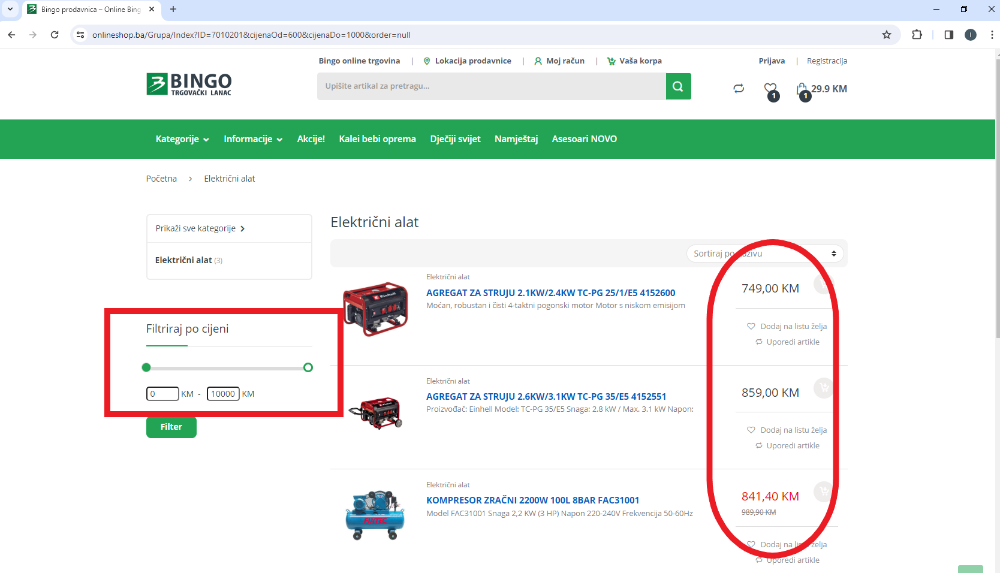 Bingo prodavnica – Online Bing
onlineshop.ba/Grupa/Index?ID=7010201&cijenaOd=600&cijenaDo=1000&order=null
I
Bingo online trgovina | Lokacija prodavnice | Moj račun | Vaša korpa
Prijava | Registracija
BINGO
TRGOVAČKI LANAC
Upišite artikal za pretragu...
1
1
29.9 KM
Kategorije Informacije Akcije! Kalei bebi oprema Dječiji svijet Namještaj Asesoari NOVO
Početna > Električni alat
Prikaži sve kategorije >
Električni alat (3)
Filtriraj po cijeni
0 KM - 10000 KM
Filter
Električni alat
Sortiraj po nazivu
Električni alat
AGREGAT ZA STRUJU 2.1KW/2.4KW TC-PG 25/1/E5 4152600
Moćan, robustan i čisti 4-taktni pogonski motor Motor s niskom emisijom
Einhell
749,00 KM
Dodaj na listu želja
Uporedi artikle
Električni alat
AGREGAT ZA STRUJU 2.6KW/3.1KW TC-PG 35/E5 4152551
Proizvođač: Einhell Model: TC-PG 35/E5 Snaga: 2.8 kW / Max. 3.1 kW Napon:
859,00 KM
Dodaj na listu želja
Uporedi artikle
Električni alat
KOMPRESOR ZRAČNI 2200W 100L 8BAR FAC31001
Model FAC31001 Snaga 2,2 KW (3 HP) Napon 220-240V Frekvencija 50-60Hz
FIXTEC
841,40 KM
989,90 KM
Dodaj na listu želja
Uporedi artikle